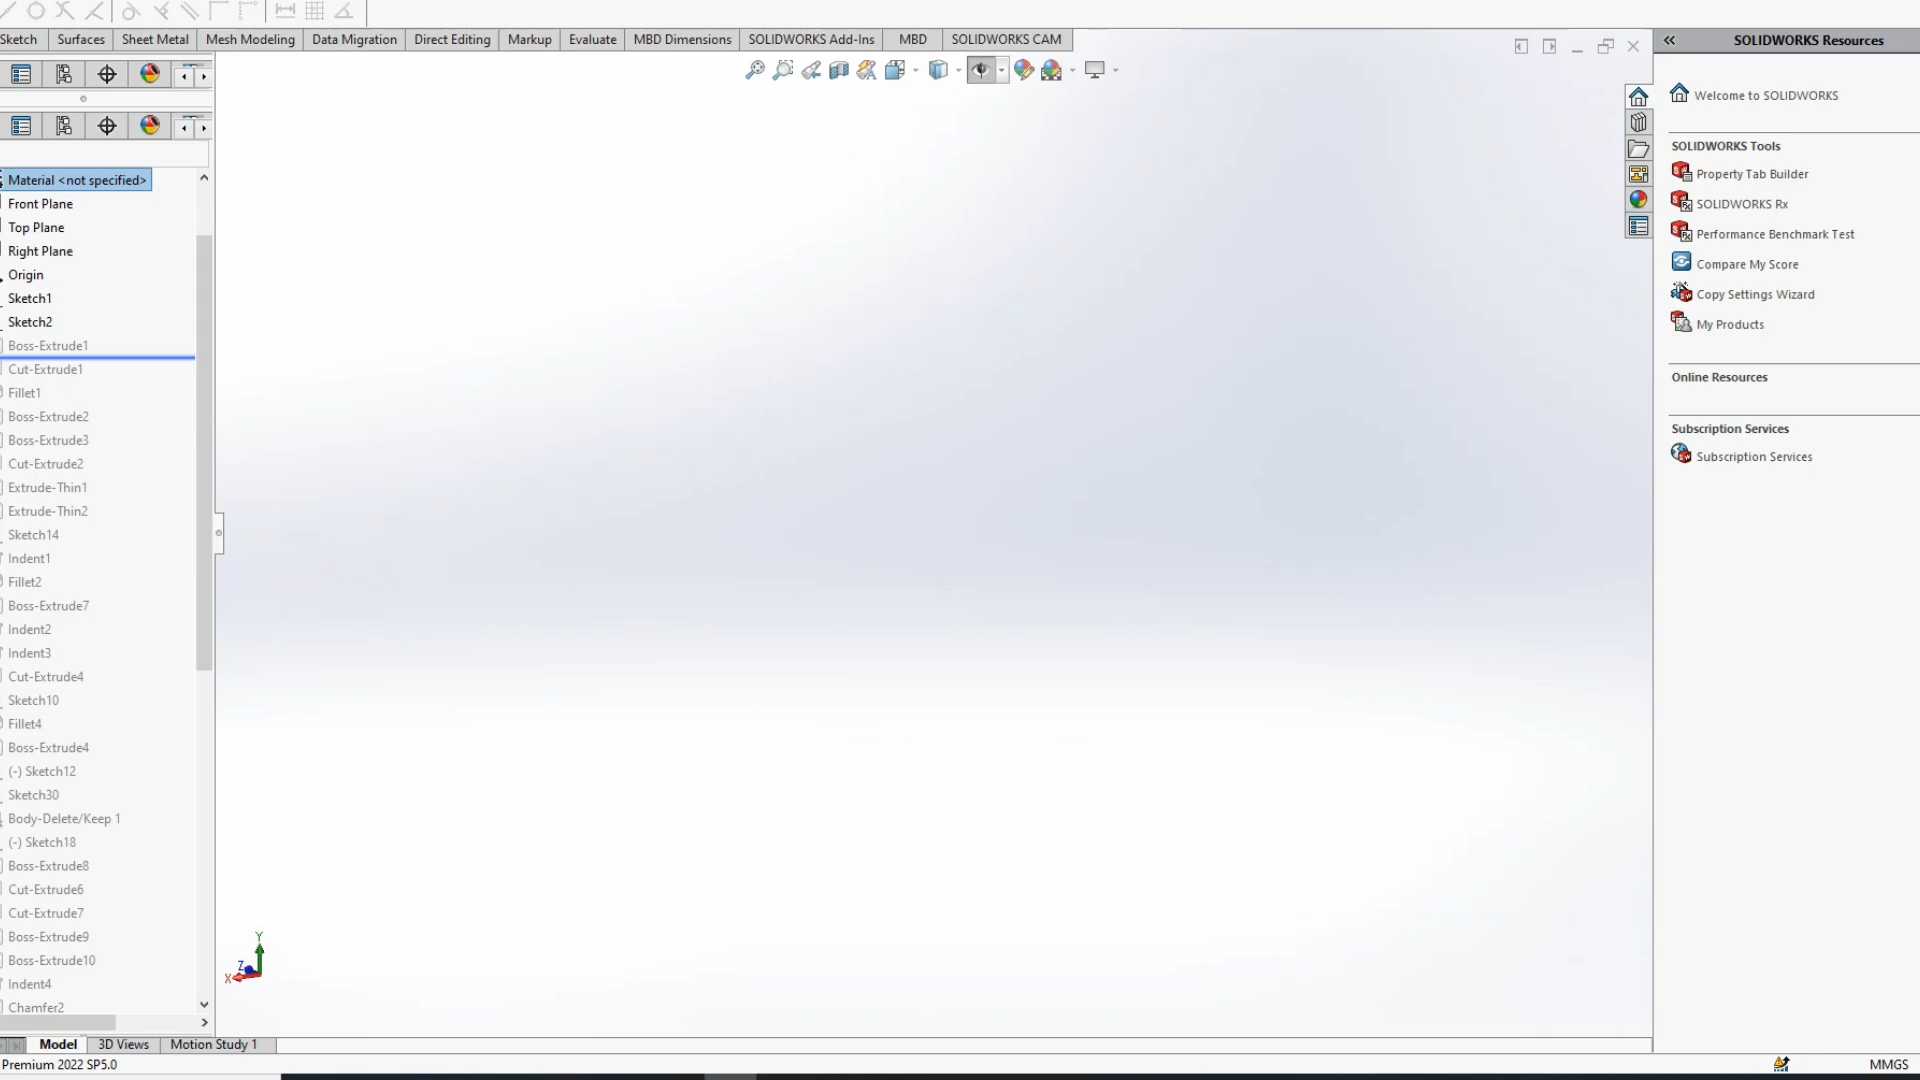 Sketch
Surfaces
Sheet Metal
Mesh Modeling
Data Migration
Direct Editing
Markup
Evaluate
MBD Dimensions
SOLIDWORKS Add-Ins
MBD
SOLIDWORKS CAM
SOLIDWORKS Resources
Welcome to SOLIDWORKS
SOLIDWORKS Tools
Property Tab Builder
SOLIDWORKS Rx
Performance Benchmark Test
Compare My Score
Copy Settings Wizard
My Products
Online Resources
Subscription Services
Subscription Services
Material <not specified>
Front Plane
Top Plane
Right Plane
Origin
Sketch1
Sketch2
Boss-Extrude1
Cut-Extrude1
Fillet1
Boss-Extrude2
Boss-Extrude3
Cut-Extrude2
Extrude-Thin1
Extrude-Thin2
Sketch14
Indent1
Fillet2
Boss-Extrude7
Indent2
Indent3
Cut-Extrude4
Sketch10
Fillet4
Boss-Extrude4
(-) Sketch12
Sketch30
Body-Delete/Keep 1
(-) Sketch18
Boss-Extrude8
Cut-Extrude6
Cut-Extrude7
Boss-Extrude9
Boss-Extrude10
Indent4
Chamfer2
Y
Z
X
Model
3D Views
Motion Study 1
Premium 2022 SP5.0
MMGS